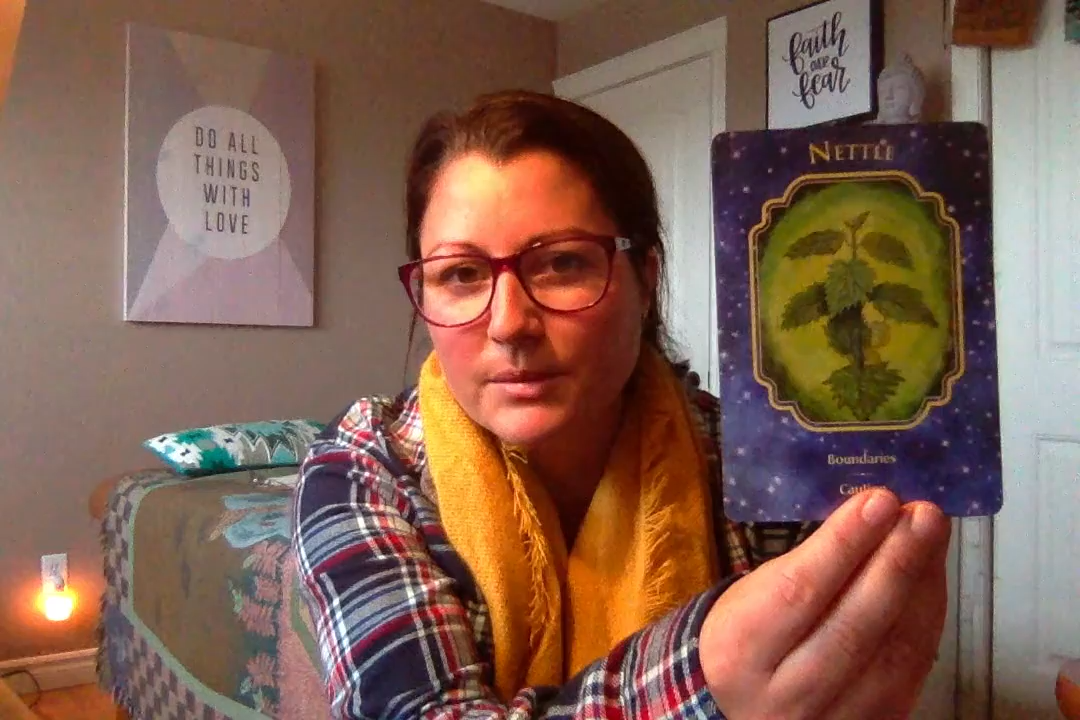 DO ALL
THINGS
WITH
LOVE
faith
OVER
fear
NETTLE
Boundaries